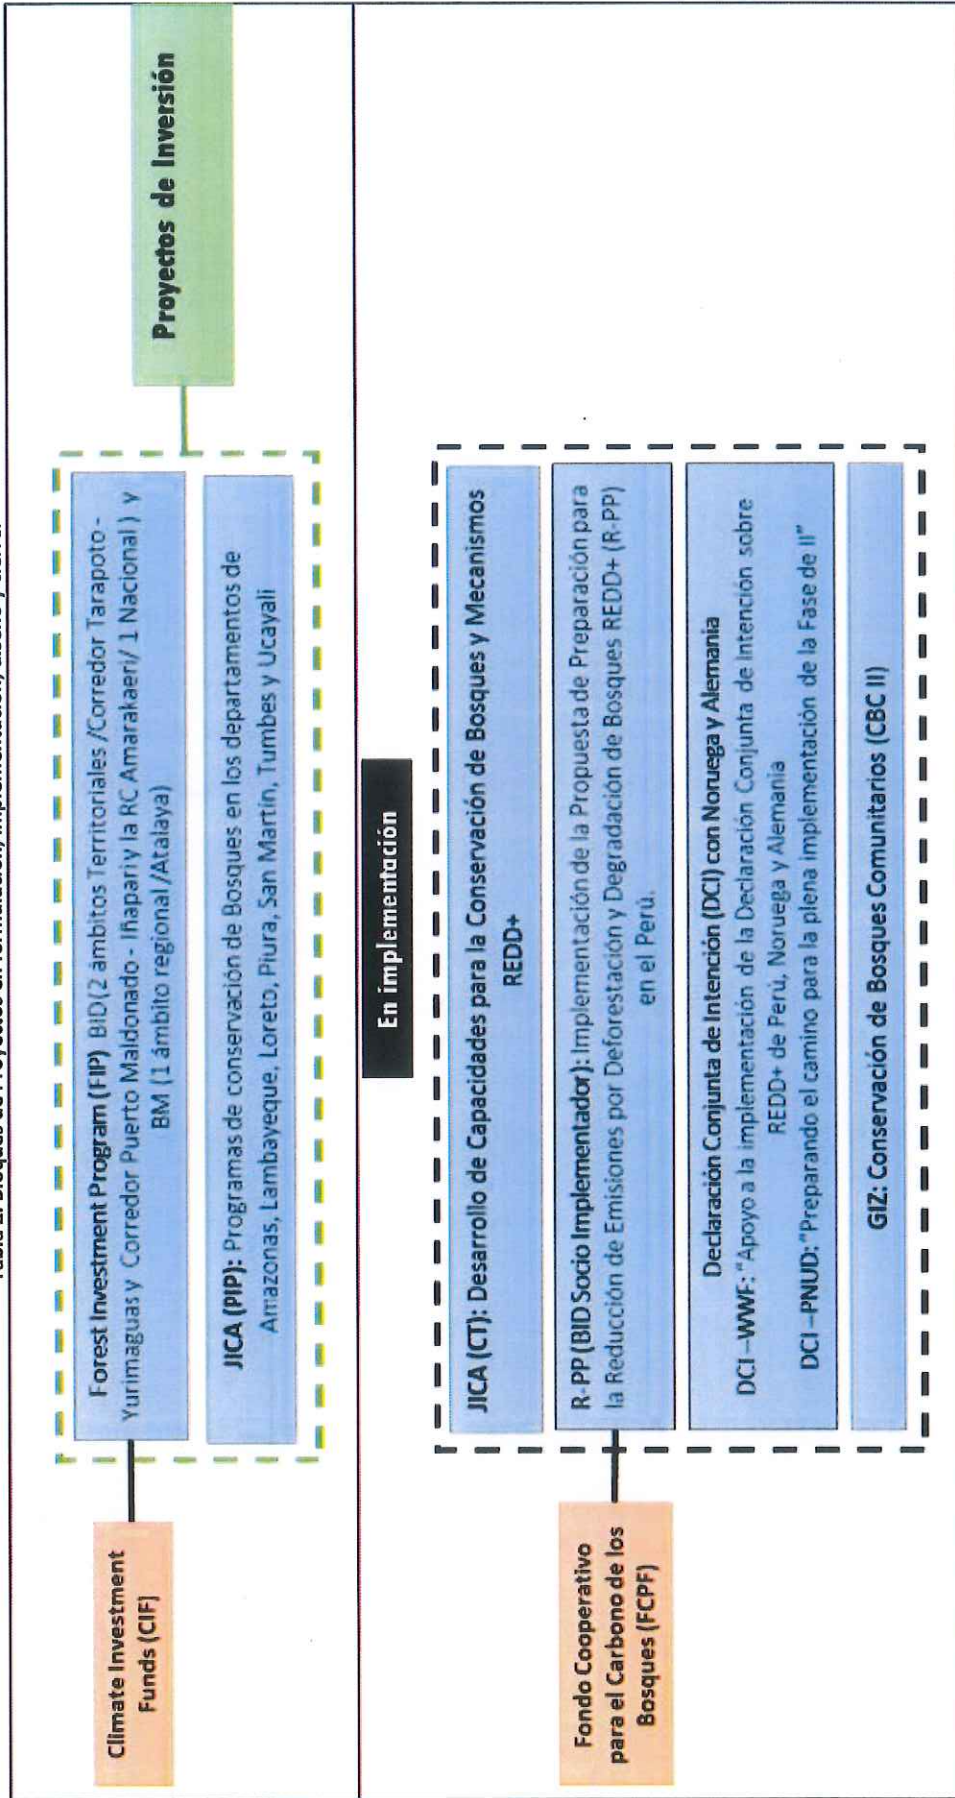 Climate Investment
Funds (CIF)
Forest Investment Program (FIP) BID(2 ámbitos Territoriales /Corredor Tarapoto -
Yurimaguas y Corredor Puerto Maldonado - Iñapari y la RC Amarakaeri/ 1 Nacional ) y
BM (1 ámbito regional /Atalaya)
JICA (PIP): Programas de conservación de Bosques en los departamentos de
Amazonas, Lambayeque, Loreto, Piura, San Martín, Tumbes y Ucayali
Proyectos de Inversión
En implementación
Fondo Cooperativo
para el Carbono de los
Bosques (FCPF)
JICA (CT): Desarrollo de Capacidades para la Conservación de Bosques y Mecanismos
REDD+
R-PP (BID Socio Implementador): Implementación de la Propuesta de Preparación para
la Reducción de Emisiones por Deforestación y Degradación de Bosques REDD+ (R-PP)
en el Perú.
Declaración Conjunta de Intención (DCI) con Noruega y Alemania
DCI –WWF: "Apoyo a la implementación de la Declaración Conjunta de Intención sobre
REDD+ de Perú, Noruega y Alemania
DCI –PNUD: "Preparando el camino para la plena implementación de la Fase de II"
GIZ: Conservación de Bosques Comunitarios (CBC II)